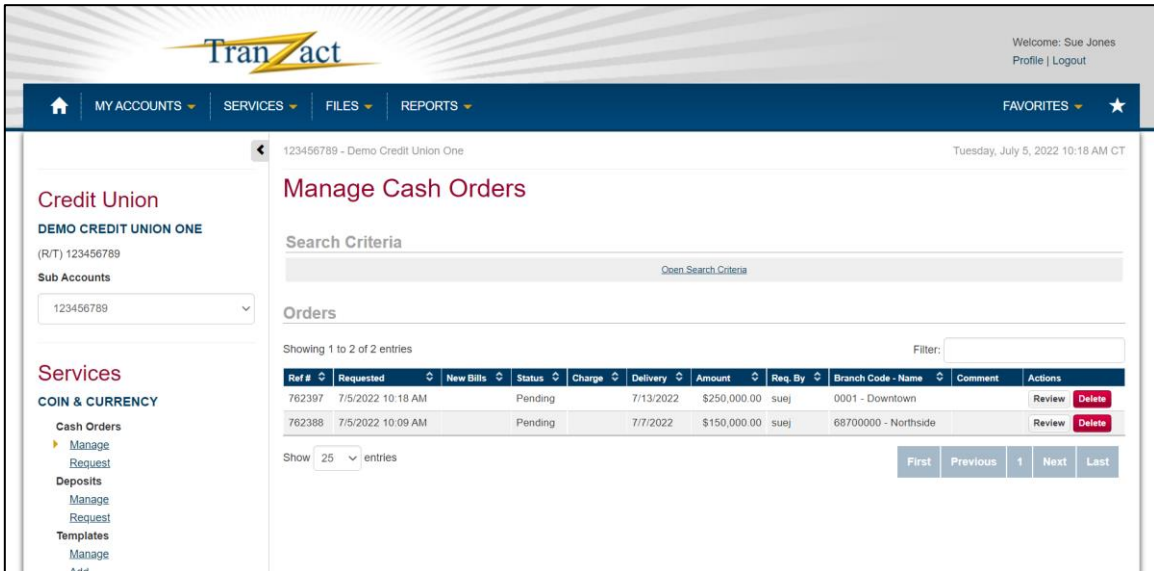 TranZact
Welcome: Sue Jones
Profile | Logout
MY ACCOUNTS SERVICES FILES REPORTS FAVORITES
123456789 - Demo Credit Union One Tuesday, July 5, 2022 10:18 AM CT
Credit Union
DEMO CREDIT UNION ONE
(R/T) 123456789
Sub Accounts
123456789
Services
COIN & CURRENCY
Cash Orders
Manage
Request
Deposits
Manage
Request
Templates
Manage
Add
Manage Cash Orders
Search Criteria
Open Search Criteria
Orders
Showing 1 to 2 of 2 entries Filter:
Ref # Requested New Bills Status Charge Delivery Amount Req. By Branch Code - Name Comment Actions
762397 7/5/2022 10:18 AM Pending 7/13/2022 $250,000.00 suej 0001 - Downtown Review Delete
762388 7/5/2022 10:09 AM Pending 7/7/2022 $150,000.00 suej 68700000 - Northside Review Delete
Show 25 entries First Previous 1 Next Last